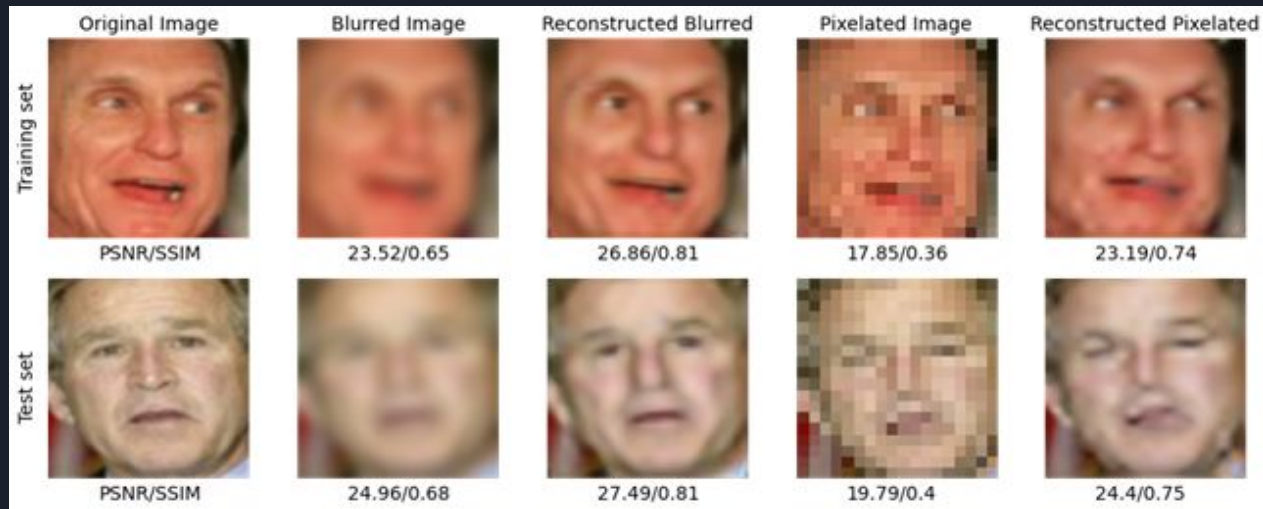 Original Image Blurred Image Reconstructed Blurred Pixelated Image Reconstructed Pixelated
Training set
PSNR/SSIM 23.52/0.65 26.86/0.81 17.85/0.36 23.19/0.74
Test set
PSNR/SSIM 24.96/0.68 27.49/0.81 19.79/0.4 24.4/0.75